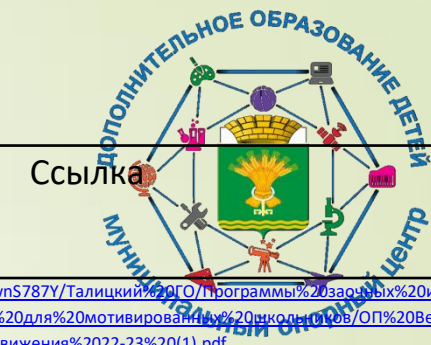 ДОПОЛНИТЕЛЬНОЕ ОБРАЗОВАНИЕ ДЕТЕЙ
Ссылка
МУНИЦИПАЛЬНЫЙ ОПОРНЫЙ ЦЕНТР
ynS787Y/Талицкий%20ГО/Программы%20заочных%20и
%20для%20мотивированных%20школьников/ОП%20Ве
вижения%2022-23%20(1).pdf